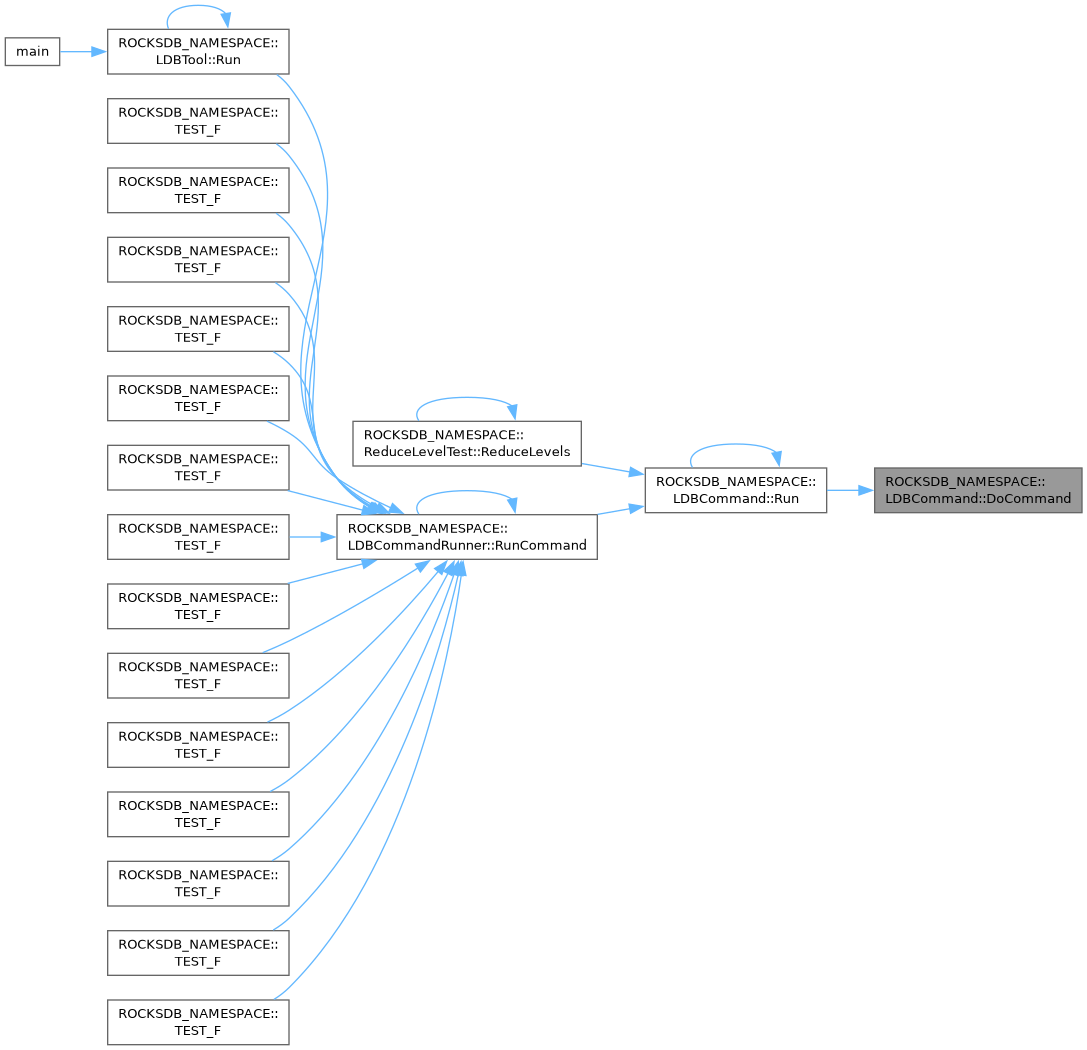 main
ROCKSDB_NAMESPACE::
LDBTool::Run
ROCKSDB_NAMESPACE::
TEST_F
ROCKSDB_NAMESPACE::
TEST_F
ROCKSDB_NAMESPACE::
TEST_F
ROCKSDB_NAMESPACE::
TEST_F
ROCKSDB_NAMESPACE::
TEST_F
ROCKSDB_NAMESPACE::
TEST_F
ROCKSDB_NAMESPACE::
TEST_F
ROCKSDB_NAMESPACE::
TEST_F
ROCKSDB_NAMESPACE::
TEST_F
ROCKSDB_NAMESPACE::
TEST_F
ROCKSDB_NAMESPACE::
TEST_F
ROCKSDB_NAMESPACE::
TEST_F
ROCKSDB_NAMESPACE::
TEST_F
ROCKSDB_NAMESPACE::
TEST_F
ROCKSDB_NAMESPACE::
ReduceLevelTest::ReduceLevels
ROCKSDB_NAMESPACE::
LDBCommandRunner::RunCommand
ROCKSDB_NAMESPACE::
LDBCommand::Run
ROCKSDB_NAMESPACE::
LDBCommand::DoCommand